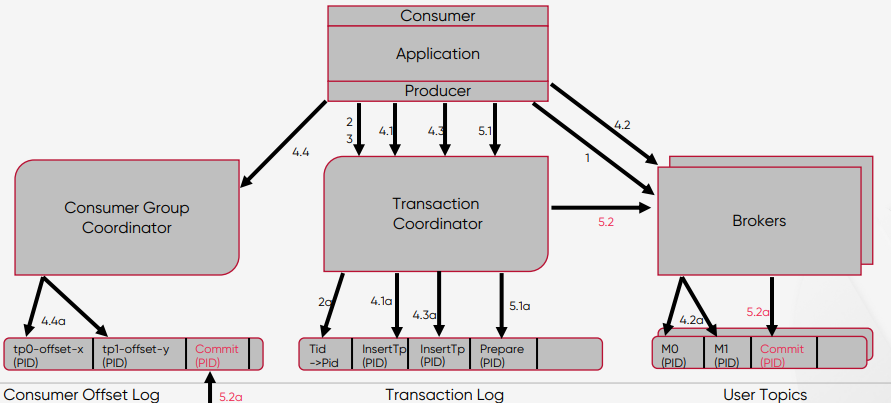 Consumer
Application
Producer
2
3
4.1
4.3
5.1
4.2
4.4
1
Consumer Group
Coordinator
Transaction
Coordinator
5.2
Brokers
4.4a
2a
4.1a
4.3a
5.1a
4.2a
5.2a
tp0-offset-x
(PID)
tp1-offset-y
(PID)
Commit
(PID)
Tid
->Pid
InsertTp
(PID)
InsertTp
(PID)
Prepare
(PID)
M0
(PID)
M1
(PID)
Commit
(PID)
Consumer Offset Log
5.2a
Transaction Log
User Topics